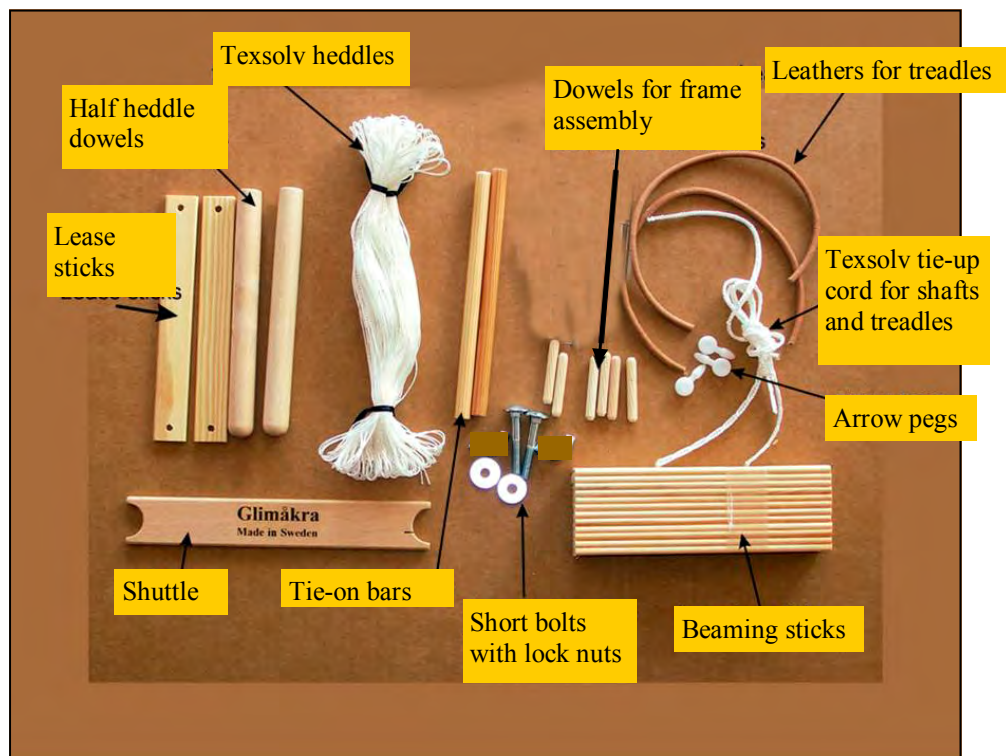 Texsolv heddles
Leathers for treadles
Dowels for frame
assembly
Half heddle
dowels
Lease
sticks
Texsolv tie-up
cord for shafts
and treadles
Arrow pegs
Glimåkra
Made in Sweden
Shuttle
Tie-on bars
Short bolts
with lock nuts
Beaming sticks